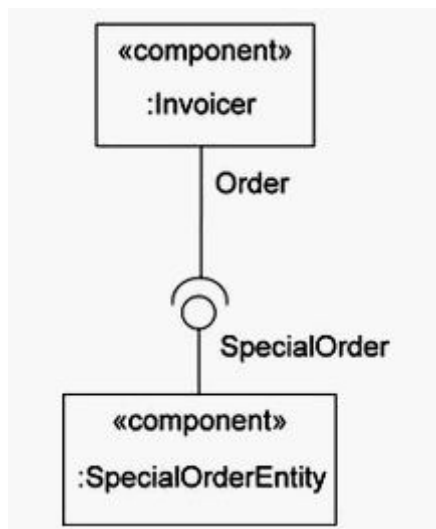 «component»
:Invoicer
Order
SpecialOrder
«component»
:SpecialOrderEntity